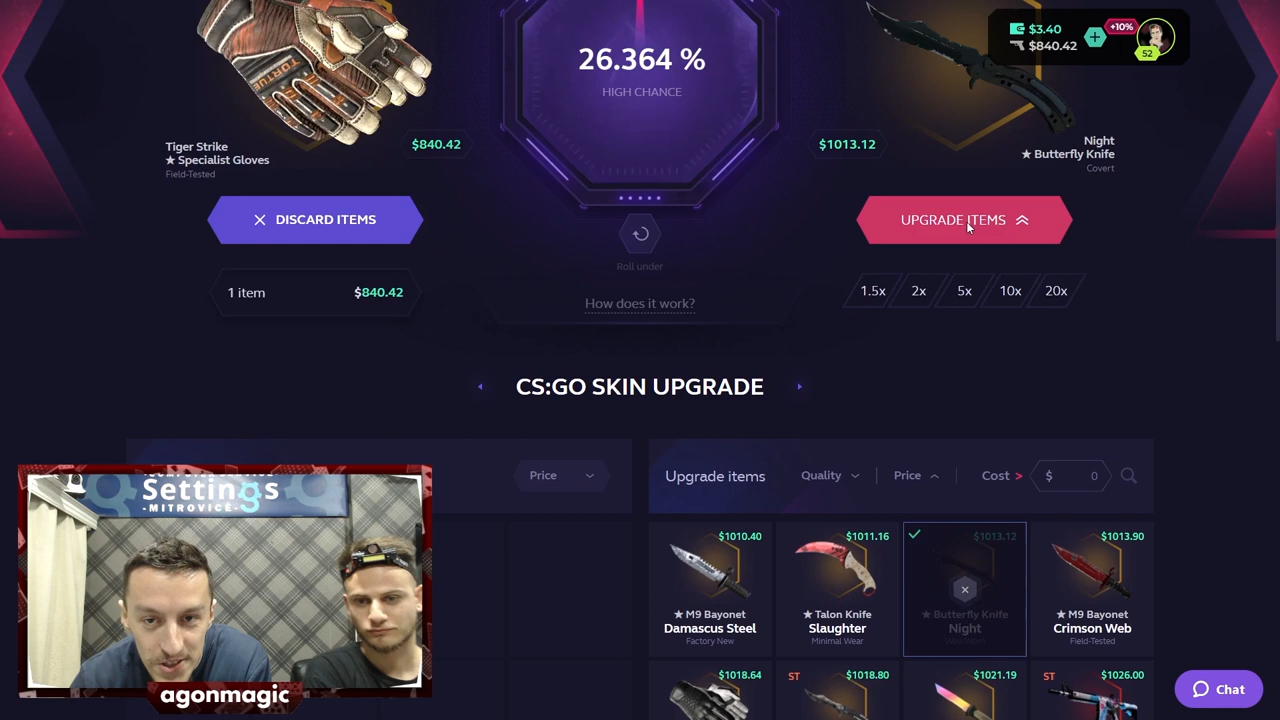 26.364 %
HIGH CHANCE
$3.40
$840.42
+10%
52
Tiger Strike
★ Specialist Gloves
Field-Tested
$840.42
$1013.12
Night
★ Butterfly Knife
Covert
DISCARD ITEMS
UPGRADE ITEMS
Roll under
1 item
$840.42
How does it work?
1.5x
2x
5x
10x
20x
CS:GO SKIN UPGRADE
Price
Upgrade items
Quality
Price
Cost >
$ 0
$1010.40
★ M9 Bayonet
Damascus Steel
Factory New
$1011.16
★ Talon Knife
Slaughter
Minimal Wear
$1013.12
★ Butterfly Knife
Night
$1013.90
★ M9 Bayonet
Crimson Web
Field-Tested
$1018.64
ST
$1018.80
$1021.19
ST
$1026.00
Settings
-MITROVICË-
TORTUE
agonmagic
Chat